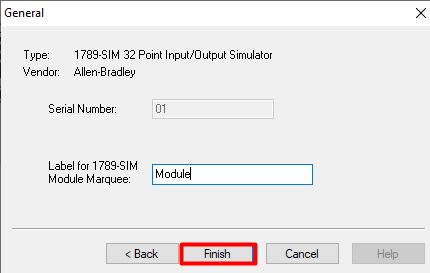 General
Type: 1789-SIM 32 Point Input/Output Simulator
Vendor: Allen-Bradley
Serial Number: 01
Label for 1789-SIM
Module Marquee: Module
< Back Finish Cancel Help